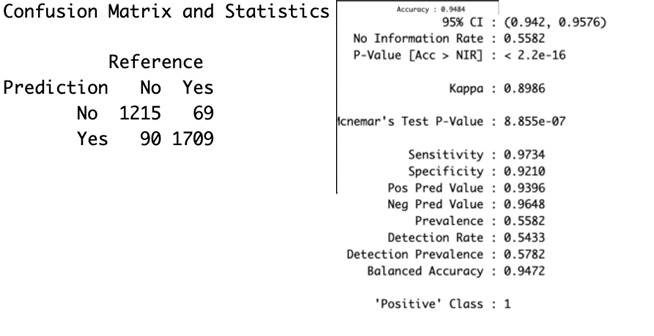 Confusion Matrix and Statistics
Reference
Prediction No Yes
No 1215 69
Yes 90 1709
Accuracy : 0.9484
95% CI : (0.942, 0.9576)
No Information Rate : 0.5582
P-Value [Acc > NIR] : < 2.2e-16
Kappa : 0.8986
Mcnemar's Test P-Value : 8.855e-07
Sensitivity : 0.9734
Specificity : 0.9210
Pos Pred Value : 0.9396
Neg Pred Value : 0.9648
Prevalence : 0.5582
Detection Rate : 0.5433
Detection Prevalence : 0.5782
Balanced Accuracy : 0.9472
'Positive' Class : 1